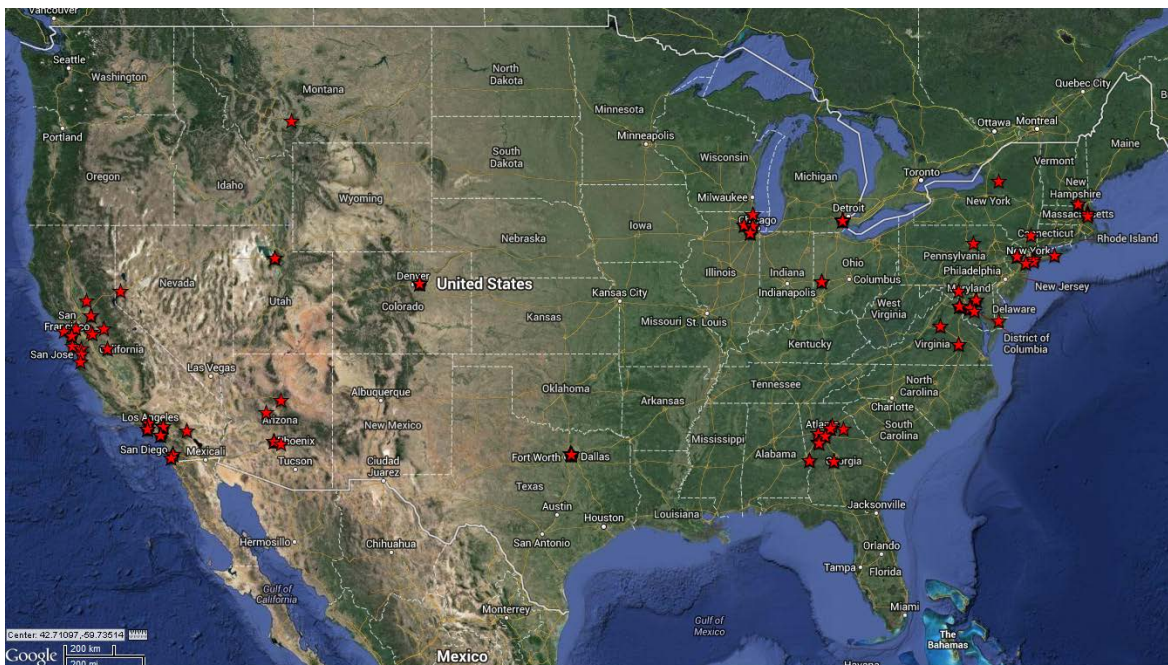 Vancouver
Seattle
Washington
Montana
North
Dakota
Minnesota
Quebec City
Ottawa
Montreal
Portland
Minneapolis
Maine
Oregon
Idaho
South
Dakota
Wisconsin
Michigan
Toronto
Vermont
New
Hampshire
Wyoming
Milwaukee
Detroit
New York
Massachusetts
Chicago
Iowa
Nebraska
Connecticut
Rhode Island
Nevada
Utah
Denver
United States
Colorado
Illinois
Indiana
Indianapolis
Ohio
Columbus
Pennsylvania
New York
Philadelphia
New Jersey
Maryland
Kansas City
West
Virginia
Delaware
San
Francisco
Kansas
Missouri
St. Louis
District of
Columbia
San Jose
California
Kentucky
Virginia
Las Vegas
Albuquerque
Oklahoma
Arkansas
Tennessee
North
Carolina
Charlotte
Los Angeles
Arizona
New Mexico
Mississippi
Atlanta
South
Carolina
San Diego
Mexicali
Phoenix
Tucson
Ciudad
Juarez
Fort Worth
Dallas
Alabama
Georgia
Texas
Austin
Louisiana
Jacksonville
Houston
San Antonio
Hermosillo
Chihuahua
Orlando
Tampa
Florida
Gulf of
California
Monterrey
Miami
Gulf of
Mexico
The
Bahamas
Center: 42.71097,-59.73514
Google
200 km
200 mi
Mexico
Havana